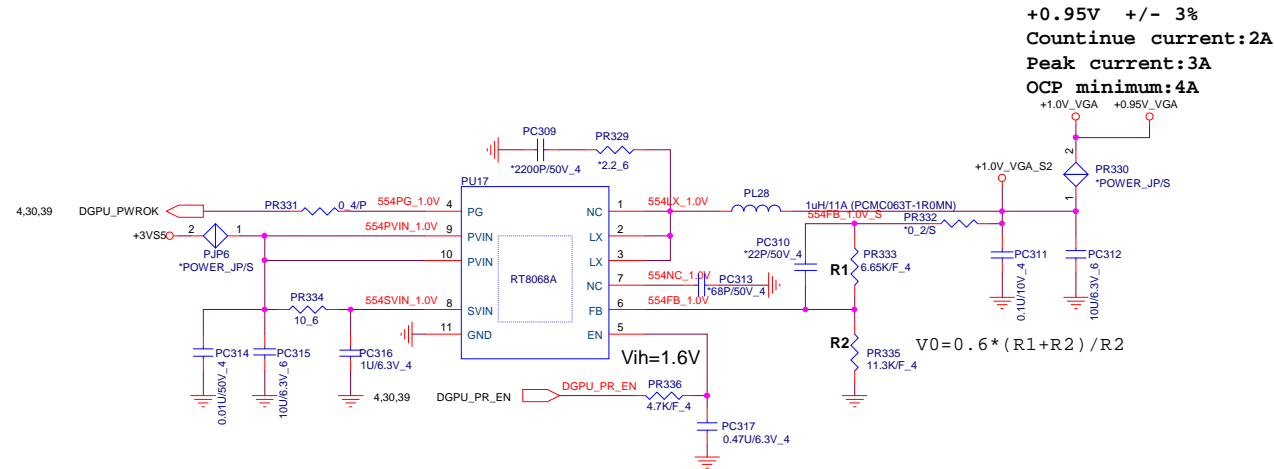 +0.95V +/- 3%
Countinue current:2A
Peak current:3A
OCP minimum:4A
+1.0V_VGA +0.95V_VGA
2
PR330
*POWER_JP/S
1
+1.0V_VGA_S2
PC309
*2200P/50V_4
PR329
*2.2_6
PU17
4,30,39 DGPU_PWROK
PR331 0_4/P
554PG_1.0V 4 PG
+3VS5 2 1
PJP6
*POWER_JP/S
554PVIN_1.0V 9 PVIN
10 PVIN
RT8068A
NC 1 554LX_1.0V
LX 2
LX 3
NC 7 554NC_1.0V
FB 6 554FB_1.0V
EN 5
PL28
1uH/11A (PCMC063T-1R0MN)
554FB_1.0V_S
PR332
*0_2/S
PC310
*22P/50V_4
R1
PR333
6.65K/F_4
PC311
0.1U/10V_4
PC312
10U/6.3V_6
PC313
*68P/50V_4
PR334
10_6
554SVIN_1.0V 8 SVIN
11 GND
PC314
0.01U/50V_4
PC315
10U/6.3V_6
PC316
1U/6.3V_4
Vih=1.6V
R2
PR335
11.3K/F_4
V0=0.6*(R1+R2)/R2
4,30,39 DGPU_PR_EN
DGPU_PR_EN
PR336
4.7K/F_4
PC317
0.47U/6.3V_4